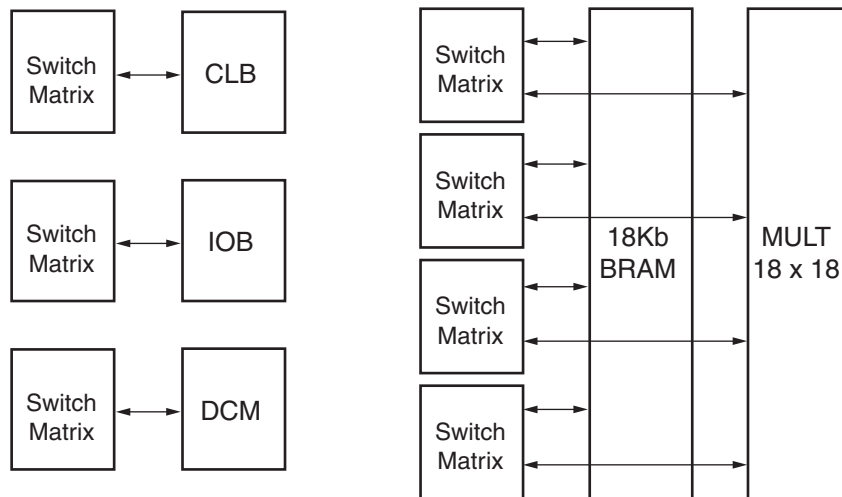 Switch
Matrix
CLB
Switch
Matrix
IOB
Switch
Matrix
DCM
Switch
Matrix
Switch
Matrix
Switch
Matrix
Switch
Matrix
18Kb
BRAM
MULT
18 x 18